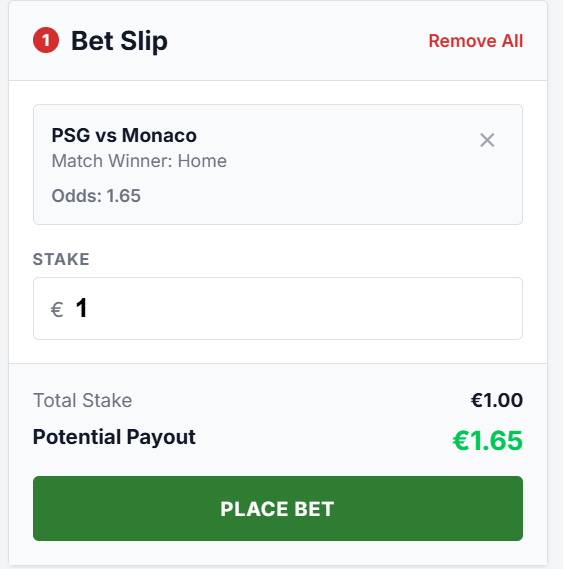 1 Bet Slip Remove All
PSG vs Monaco ×
Match Winner: Home
Odds: 1.65
STAKE
€ 1
Total Stake €1.00
Potential Payout €1.65
PLACE BET